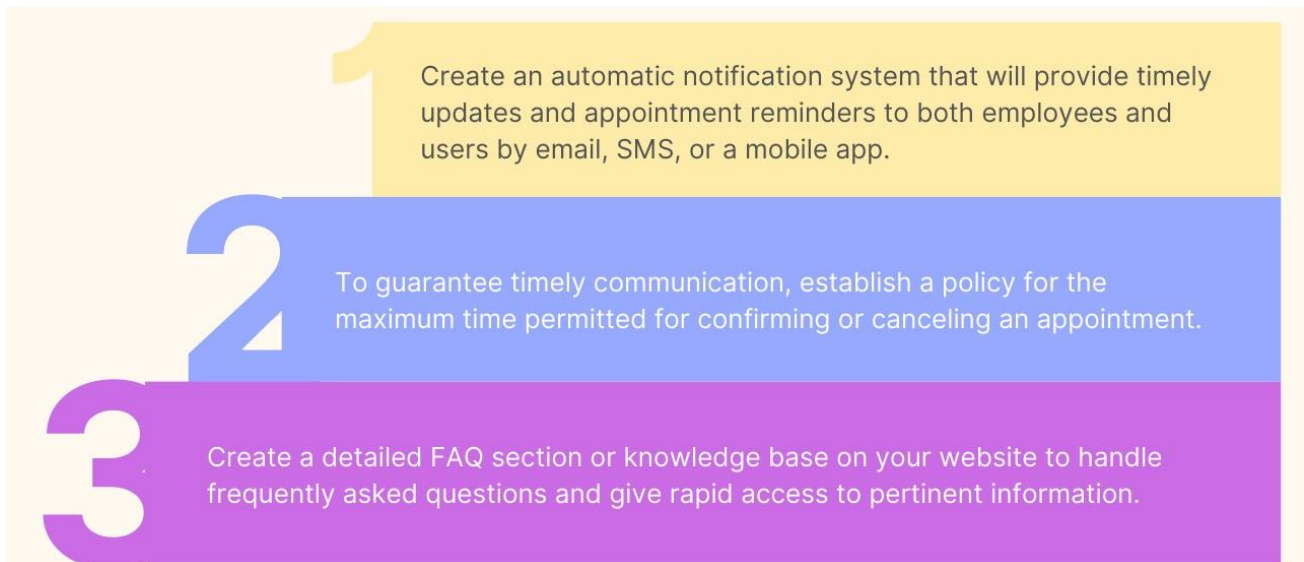 1
Create an automatic notification system that will provide timely
updates and appointment reminders to both employees and
users by email, SMS, or a mobile app.
2
To guarantee timely communication, establish a policy for the
maximum time permitted for confirming or canceling an appointment.
3
Create a detailed FAQ section or knowledge base on your website to handle
frequently asked questions and give rapid access to pertinent information.